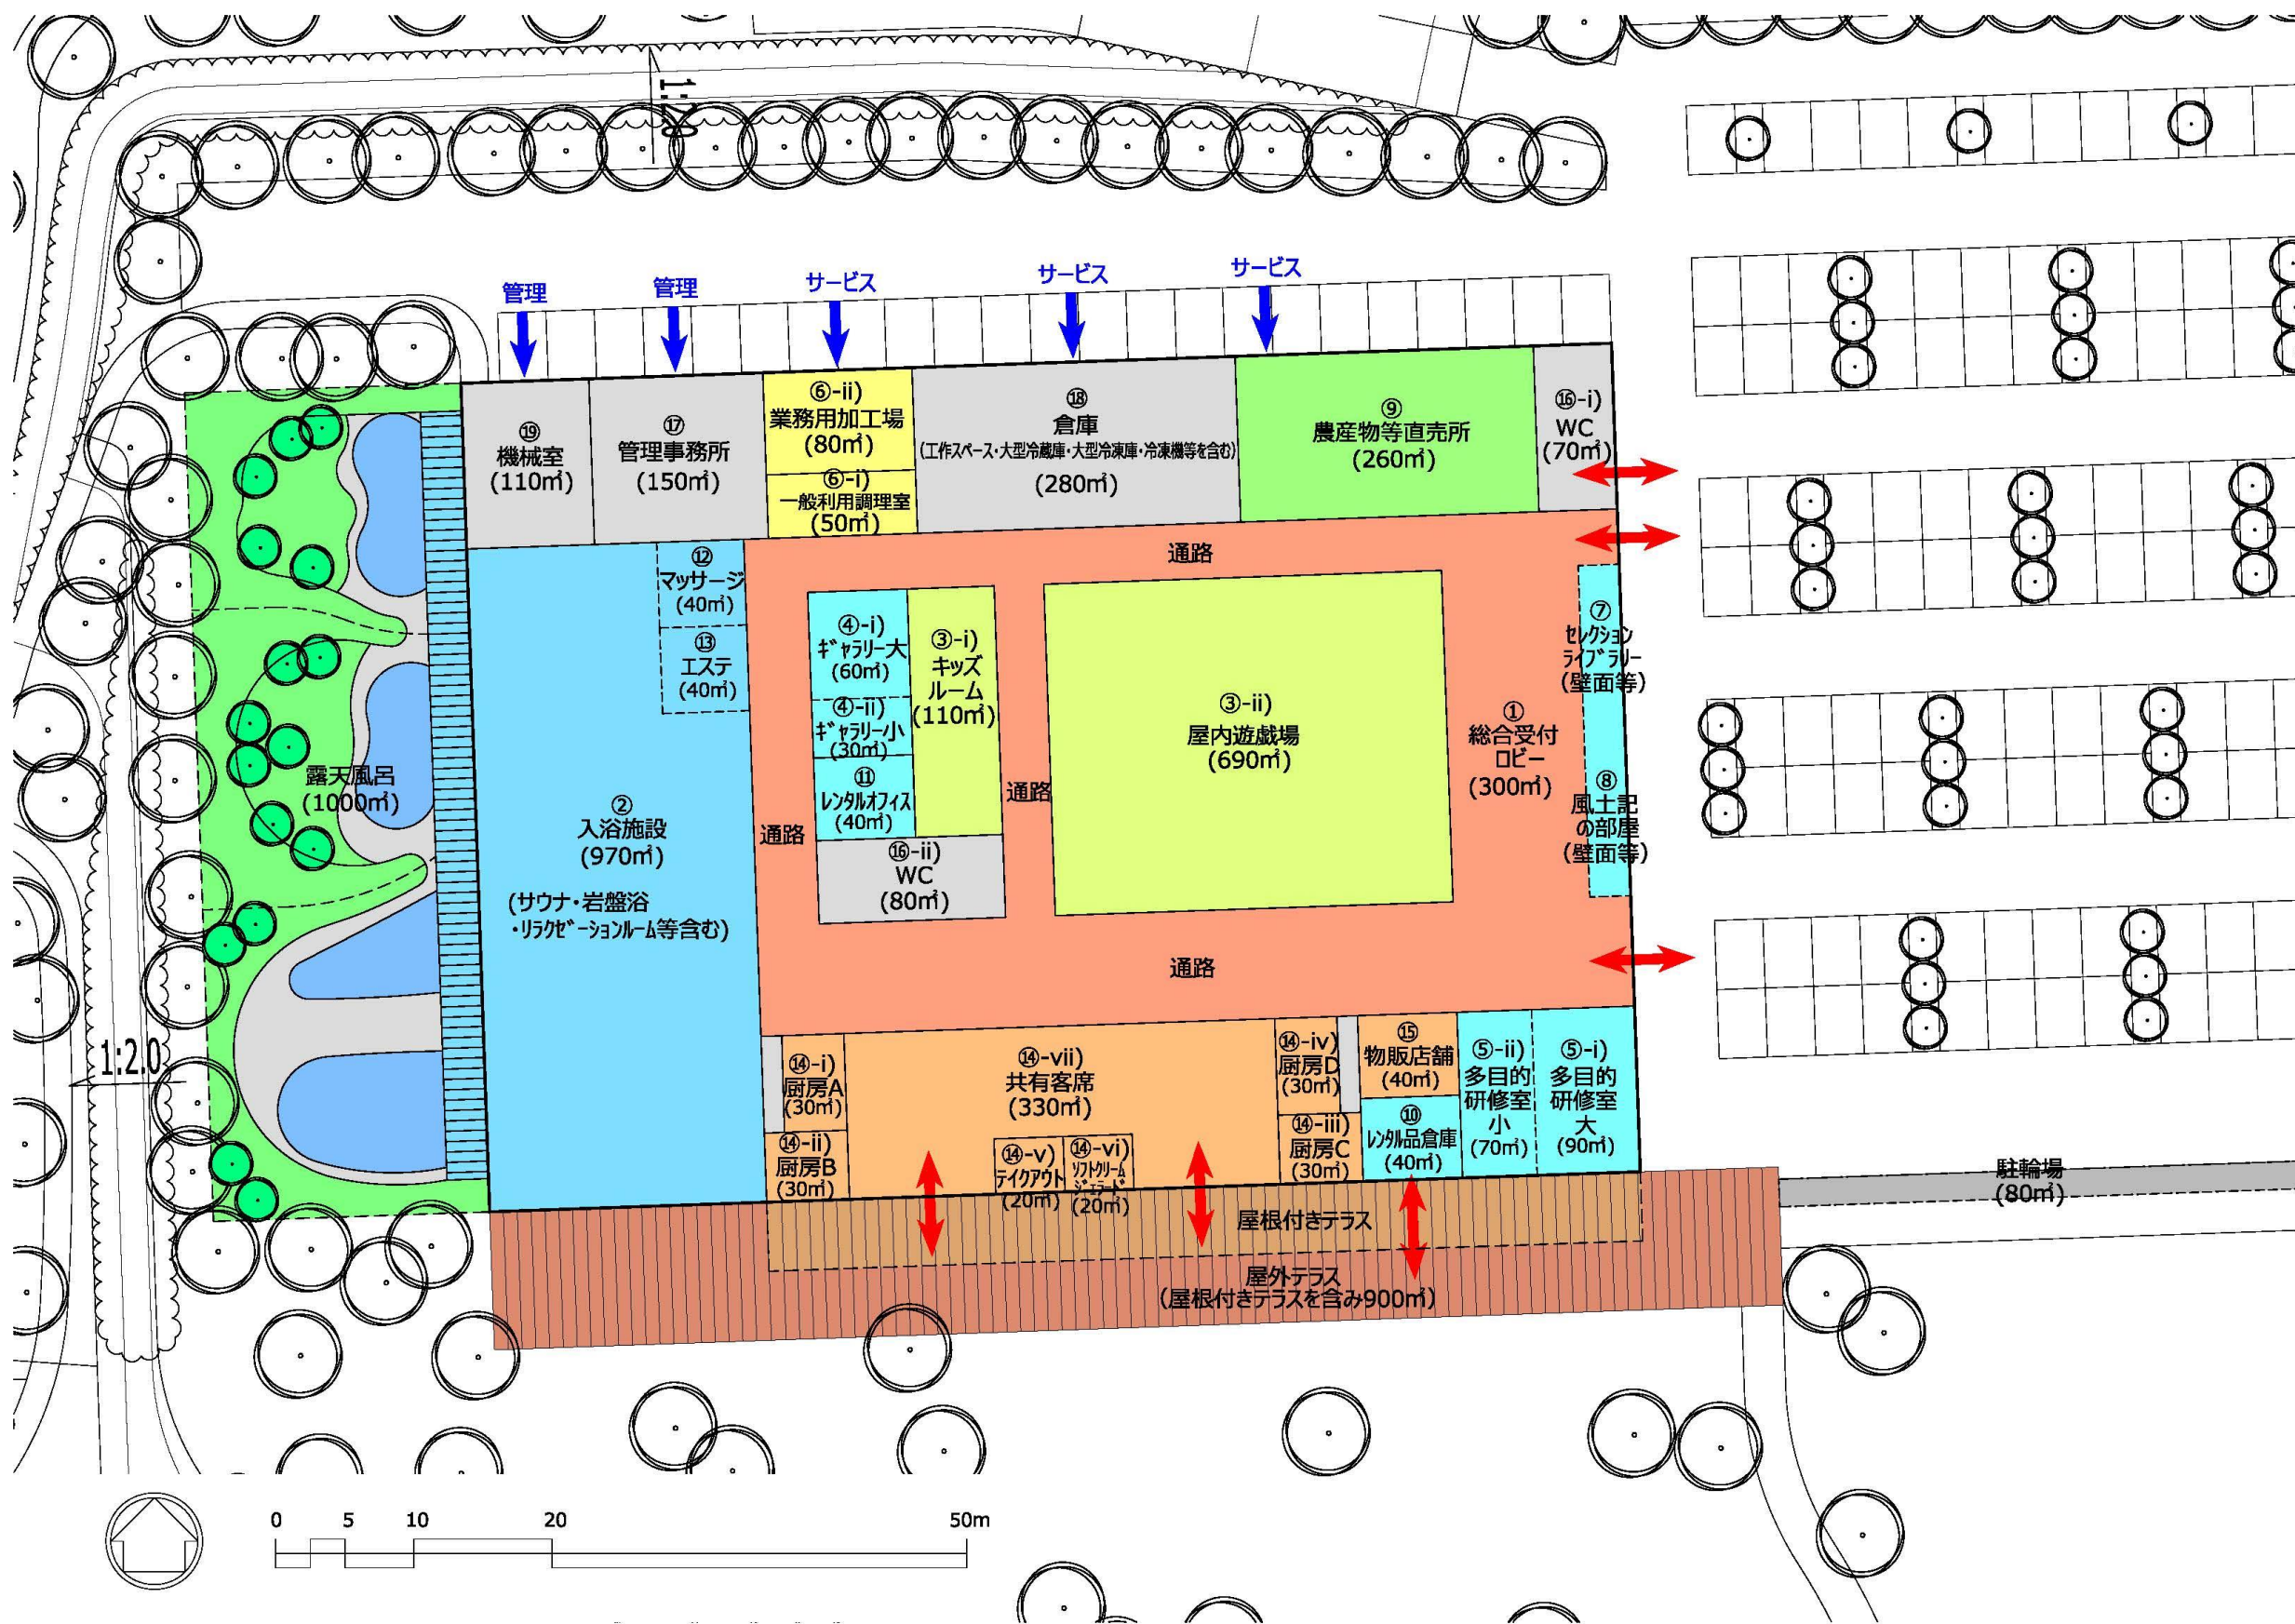 1:2.0
管理
管理
サービス
サービス
サービス
⑲
機械室
(110㎡)
⑰
管理事務所
(150㎡)
⑥-ii)
業務用加工場
(80㎡)
⑥-i)
一般利用調理室
(50㎡)
⑱
倉庫
(工作スペース・大型冷蔵庫・大型冷凍庫・冷凍機等を含む)
(280㎡)
⑨
農産物等直売所
(260㎡)
⑯-i)
WC
(70㎡)
通路
⑫
マッサージ
(40㎡)
⑬
エステ
(40㎡)
④-i)
ギャラリー大
(60㎡)
④-ii)
ギャラリー小
(30㎡)
⑪
レンタルオフィス
(40㎡)
③-i)
キッズ
ルーム
(110㎡)
⑯-ii)
WC
(80㎡)
通路
通路
③-ii)
屋内遊戯場
(690㎡)
①
総合受付
ロビー
(300㎡)
⑦
セレクション
ライブラリー
(壁面等)
⑧
風土記
の部屋
(壁面等)
露天風呂
(1000㎡)
②
入浴施設
(970㎡)
(サウナ・岩盤浴
・リラクゼーションルーム等含む)
通路
1:2.0
⑭-i)
厨房A
(30㎡)
⑭-ii)
厨房B
(30㎡)
⑭-vii)
共有客席
(330㎡)
⑭-v)
テイクアウト
(20㎡)
⑭-vi)
ソフトクリーム
ジェラート
(20㎡)
⑭-iv)
厨房D
(30㎡)
⑭-iii)
厨房C
(30㎡)
⑮
物販店舗
(40㎡)
⑩
レンタル品倉庫
(40㎡)
⑤-ii)
多目的
研修室
小
(70㎡)
⑤-i)
多目的
研修室
大
(90㎡)
屋根付きテラス
屋外テラス
(屋根付きテラスを含み900㎡)
駐輪場
(80㎡)
0 5 10 20 50m